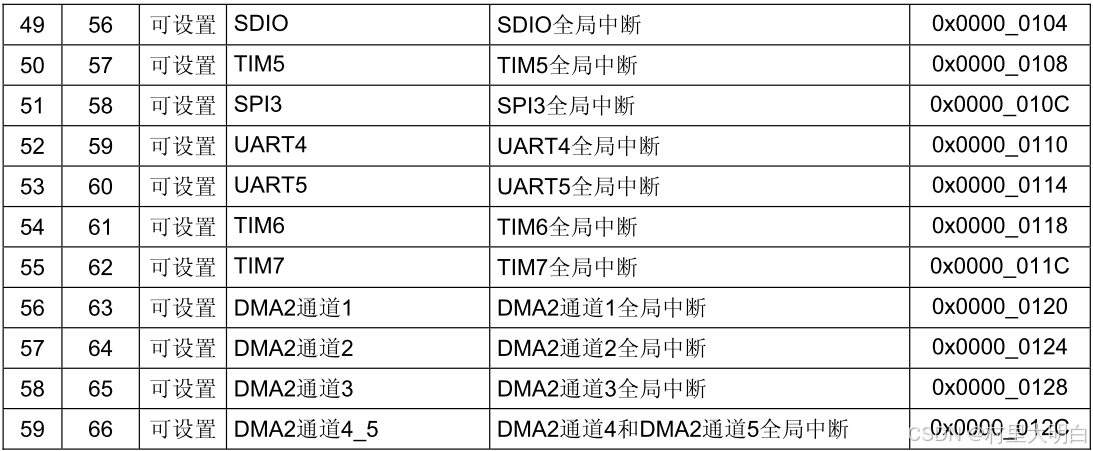 49 56 可设置 SDIO SDIO全局中断 0x0000_0104
50 57 可设置 TIM5 TIM5全局中断 0x0000_0108
51 58 可设置 SPI3 SPI3全局中断 0x0000_010C
52 59 可设置 UART4 UART4全局中断 0x0000_0110
53 60 可设置 UART5 UART5全局中断 0x0000_0114
54 61 可设置 TIM6 TIM6全局中断 0x0000_0118
55 62 可设置 TIM7 TIM7全局中断 0x0000_011C
56 63 可设置 DMA2通道1 DMA2通道1全局中断 0x0000_0120
57 64 可设置 DMA2通道2 DMA2通道2全局中断 0x0000_0124
58 65 可设置 DMA2通道3 DMA2通道3全局中断 0x0000_0128
59 66 可设置 DMA2通道4_5 DMA2通道4和DMA2通道5全局中断 0x0000_012C
CSDN @村里大明白